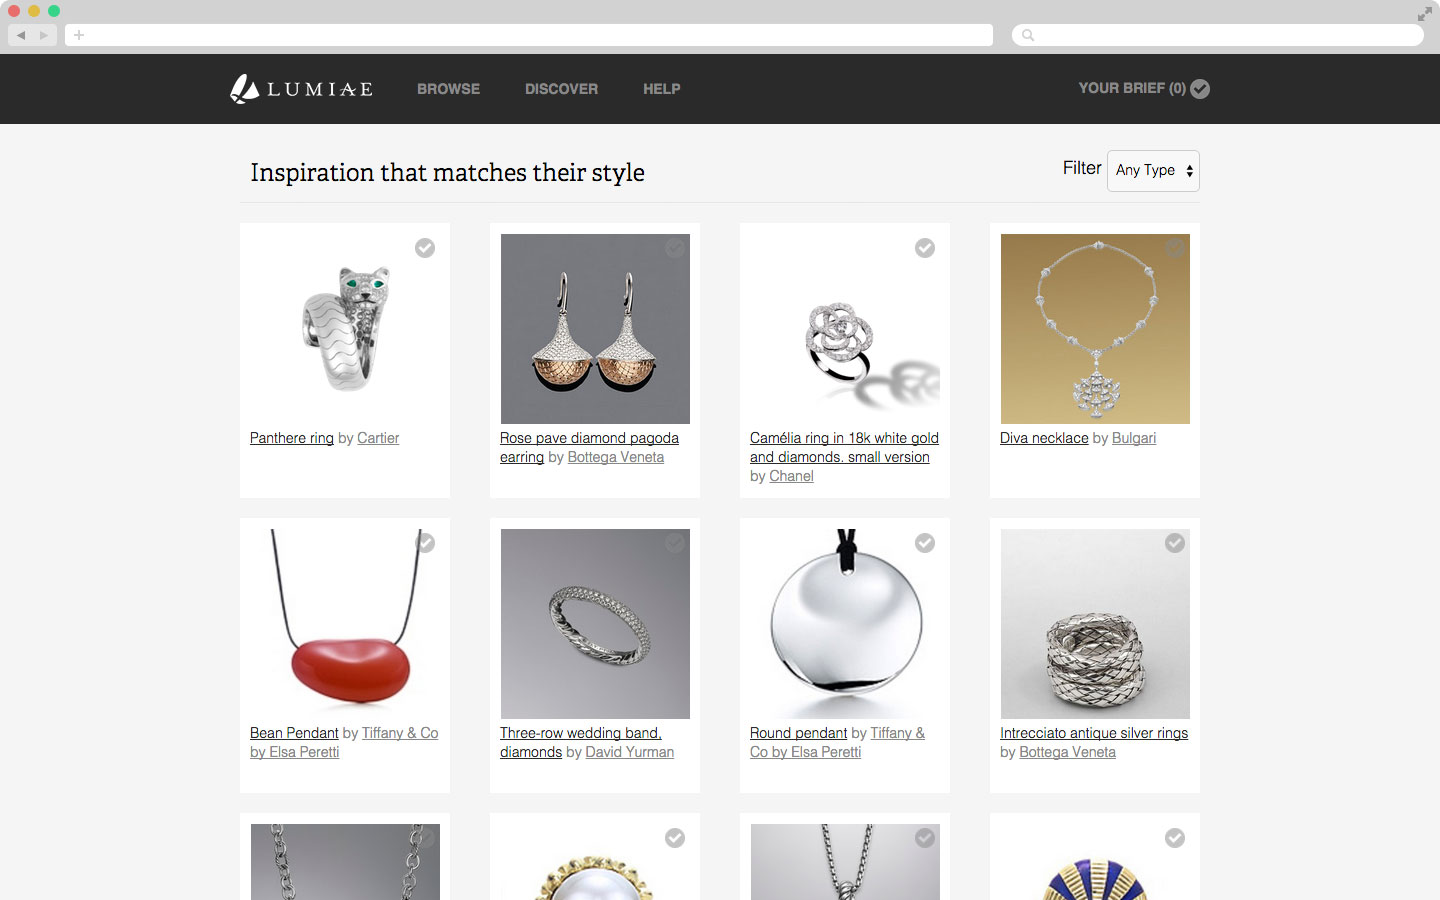 LUMIAE BROWSE DISCOVER HELP YOUR BRIEF (0)
Inspiration that matches their style
Filter Any Type
Panthere ring by Cartier
Rose pave diamond pagoda
earring by Bottega Veneta
Camélia ring in 18k white gold
and diamonds. small version
by Chanel
Diva necklace by Bulgari
Bean Pendant by Tiffany & Co
by Elsa Peretti
Three-row wedding band,
diamonds by David Yurman
Round pendant by Tiffany &
Co by Elsa Peretti
Intrecciato antique silver rings
by Bottega Veneta